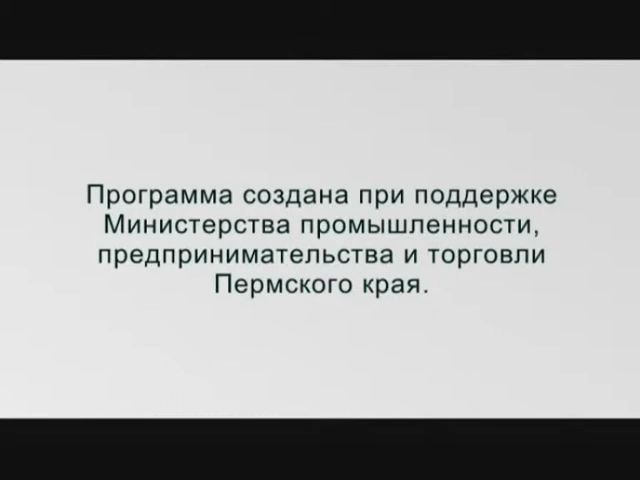 Программа создана при поддержке
Министерства промышленности,
предпринимательства и торговли
Пермского края.